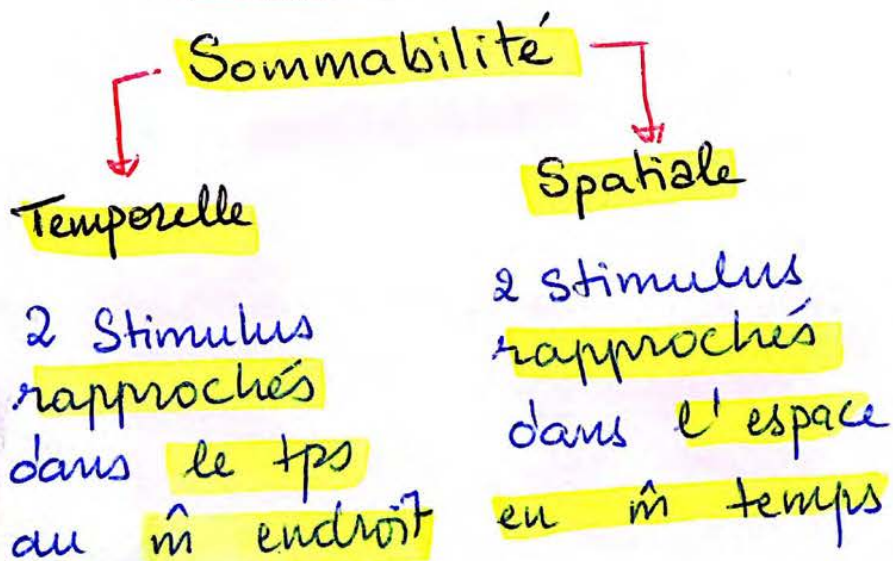 Sommabilité
Temporelle
2 Stimulus
rapprochés
dans le tps
au m̂ endroit
Spatiale
2 stimulus
rapprochés
dans l'espace
en m̂ temps